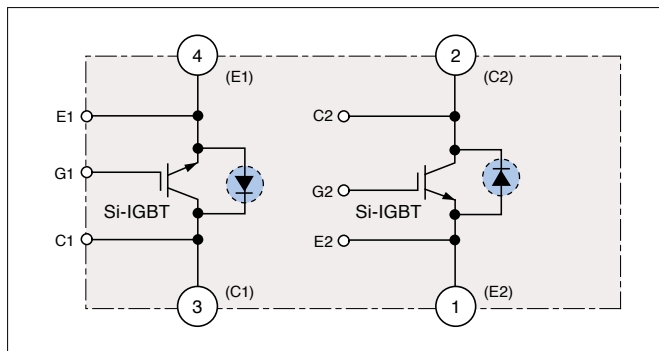 4
(E1)
2
(C2)
E1
C2
G1
G2
Si-IGBT
Si-IGBT
C1
E2
3
(C1)
1
(E2)